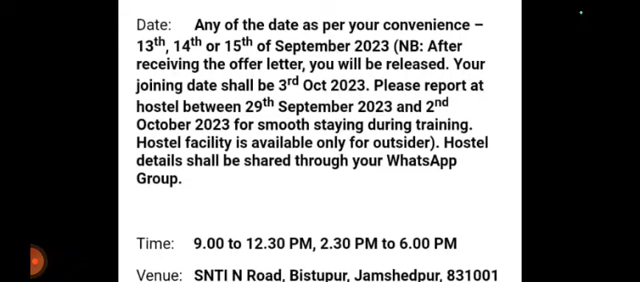 Date: Any of the date as per your convenience –
13th, 14th or 15th of September 2023 (NB: After
receiving the offer letter, you will be released. Your
joining date shall be 3rd Oct 2023. Please report at
hostel between 29th September 2023 and 2nd
October 2023 for smooth staying during training.
Hostel facility is available only for outsider). Hostel
details shall be shared through your WhatsApp
Group.
Time: 9.00 to 12.30 PM, 2.30 PM to 6.00 PM
Venue: SNTI N Road, Bistupur, Jamshedpur, 831001